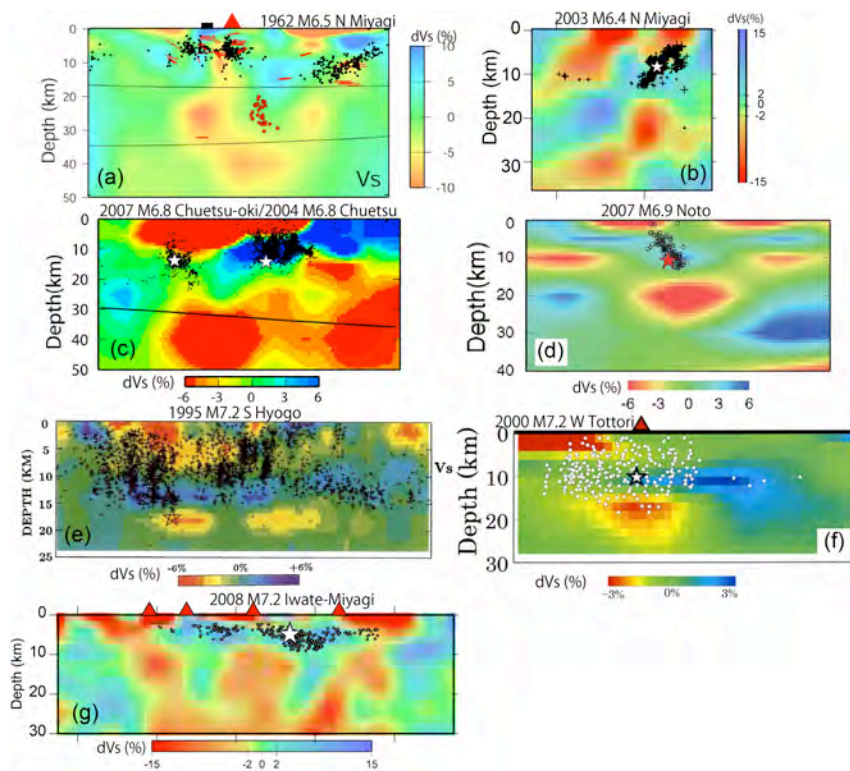 1962 M6.5 N Miyagi
dVs (%)
0
10
20
30
40
50
Depth (km)
(a)
Vs
10
5
0
-5
-10
2003 M6.4 N Miyagi
dVs(%)
0
10
20
30
Depth (km)
(b)
15
2
0
-2
-15
2007 M6.8 Chuetsu-oki/2004 M6.8 Chuetsu
0
10
20
30
40
50
Depth(km)
(c)
dVs (%)
-6 -3 0 3 6
2007 M6.9 Noto
0
10
20
30
40
Depth(km)
(d)
dVs (%)
-6 -3 0 3 6
1995 M7.2 S Hyogo
0
5
10
15
20
25
DEPTH (KM)
Vs
(e)
dVs (%)
-6% 0% +6%
2000 M7.2 W Tottori
0
10
20
30
Depth (km)
(f)
dVs (%)
-3% 0% 3%
2008 M7.2 Iwate-Miyagi
0
10
20
30
Depth (km)
(g)
dVs (%)
-15 -2 0 2 15